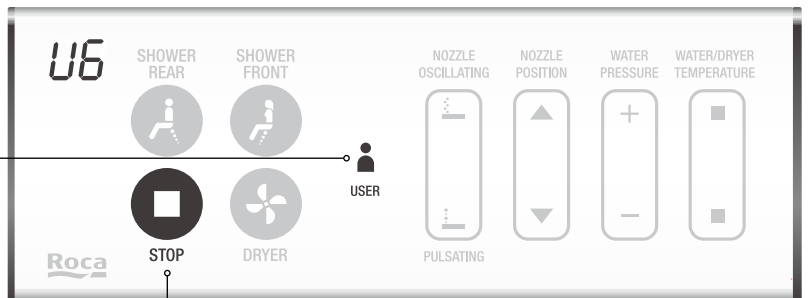 U6
SHOWER
REAR
SHOWER
FRONT
NOZZLE
OSCILLATING
NOZZLE
POSITION
WATER
PRESSURE
WATER/DRYER
TEMPERATURE
USER
STOP
DRYER
PULSATING
Roca